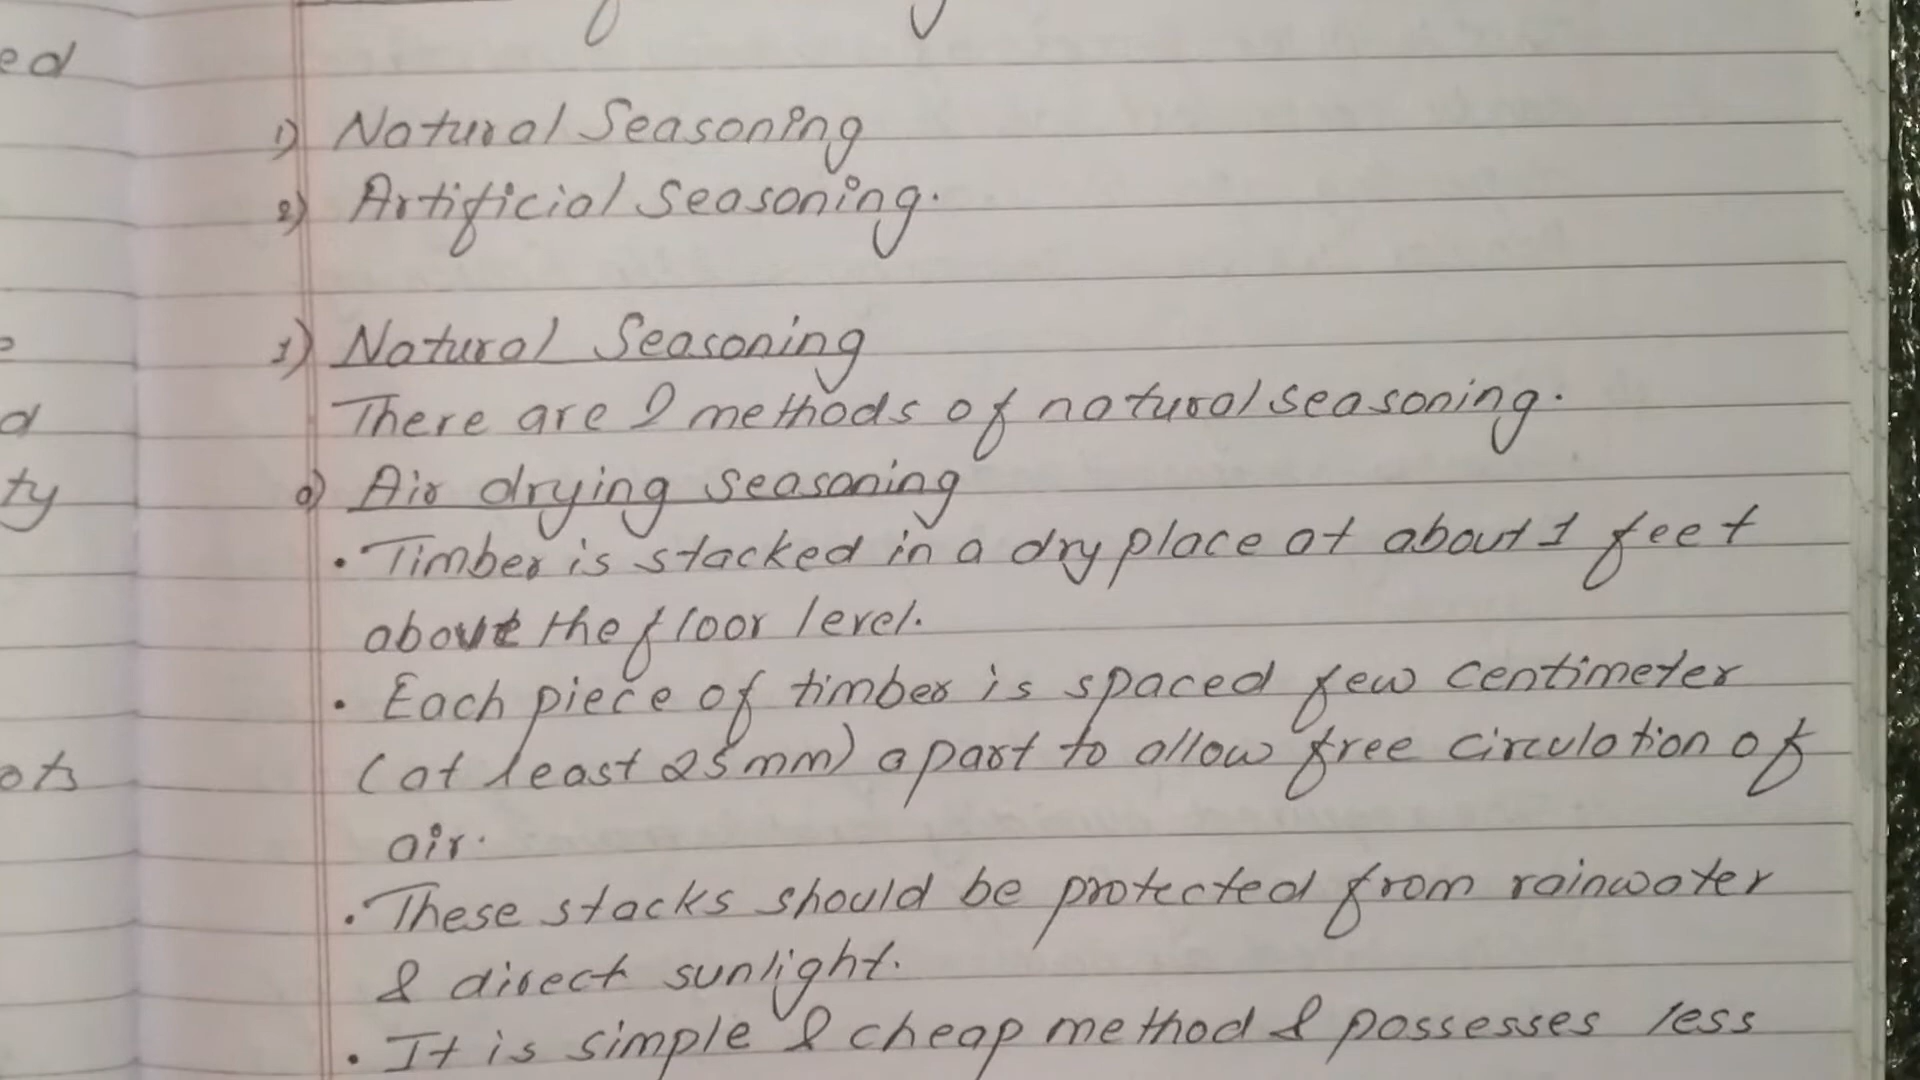 ed
1) Natural Seasoning
2) Artificial Seasoning.
1) Natural Seasoning
There are 2 methods of natural seasoning.
a) Air drying seasoning
ty
• Timber is stacked in a dry place at about 1 feet
above the floor level.
• Each piece of timber is spaced few centimeter
(at least 25mm) apart to allow free circulation of
air.
• These stacks should be protected from rainwater
& direct sunlight.
• It is simple & cheap method & possesses less